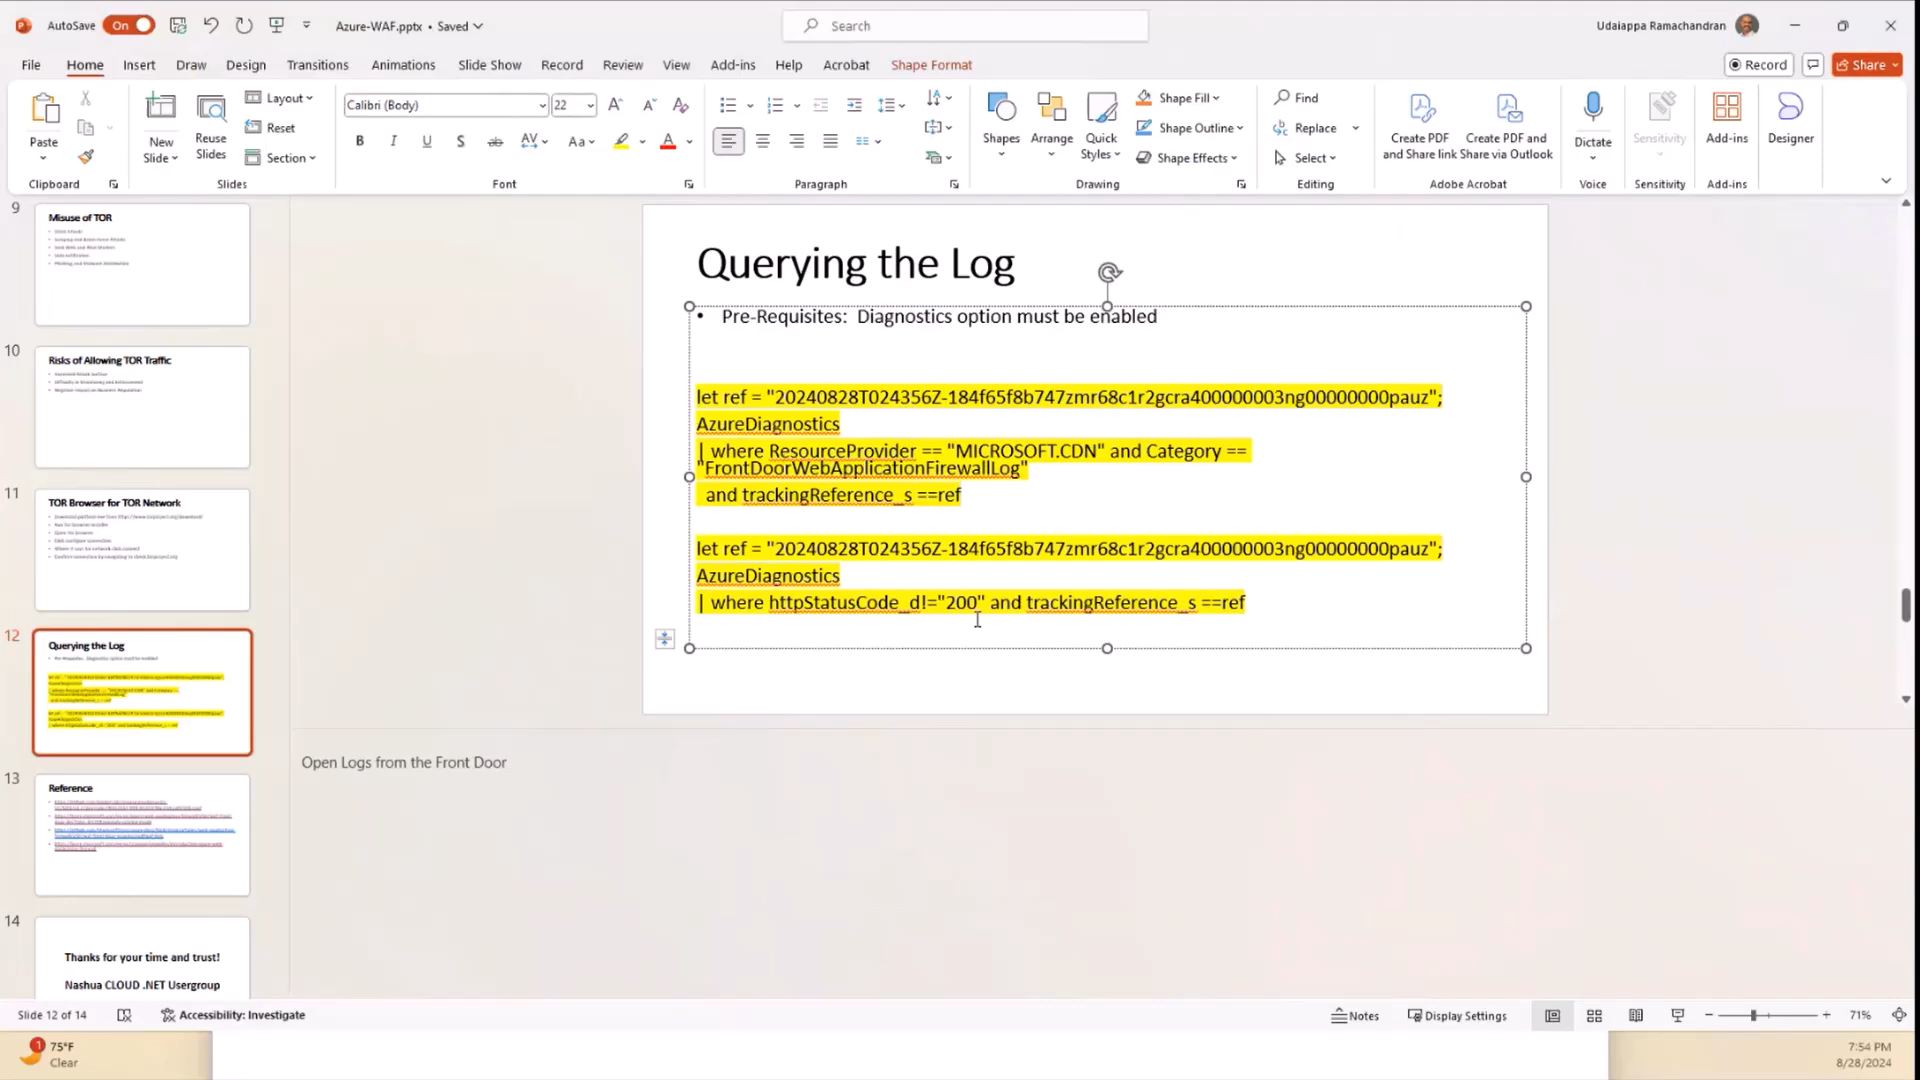 AutoSave On Azure-WAF.pptx • Saved Search Udaiappa Ramachandran
File Home Insert Draw Design Transitions Animations Slide Show Record Review View Add-ins Help Acrobat Shape Format Record Share
Paste
Clipboard
New Slide
Reuse Slides
Layout
Reset
Section
Slides
Calibri (Body) 22
Font
Paragraph
Shapes
Arrange
Quick Styles
Shape Fill
Shape Outline
Shape Effects
Drawing
Find
Replace
Select
Editing
Create PDF and Share link
Create PDF and Share via Outlook
Adobe Acrobat
Dictate
Voice
Sensitivity
Sensitivity
Add-ins
Add-ins
Designer
9
Misuse of TOR
10
Risks of Allowing TOR Traffic
11
TOR Browser for TOR Network
12
Querying the Log
13
Reference
14
Thanks for your time and trust!
Nashua CLOUD .NET Usergroup
Querying the Log
• Pre-Requisites: Diagnostics option must be enabled
let ref = "20240828T024356Z-184f65f8b747zmr68c1r2gcra400000003ng00000000pauz";
AzureDiagnostics
| where ResourceProvider == "MICROSOFT.CDN" and Category ==
"FrontDoorWebApplicationFirewallLog"
and trackingReference_s ==ref
let ref = "20240828T024356Z-184f65f8b747zmr68c1r2gcra400000003ng00000000pauz";
AzureDiagnostics
| where httpStatusCode_d!="200" and trackingReference_s ==ref
Open Logs from the Front Door
Slide 12 of 14 Accessibility: Investigate Notes Display Settings 71%
1
75°F
Clear
7:54 PM
8/28/2024